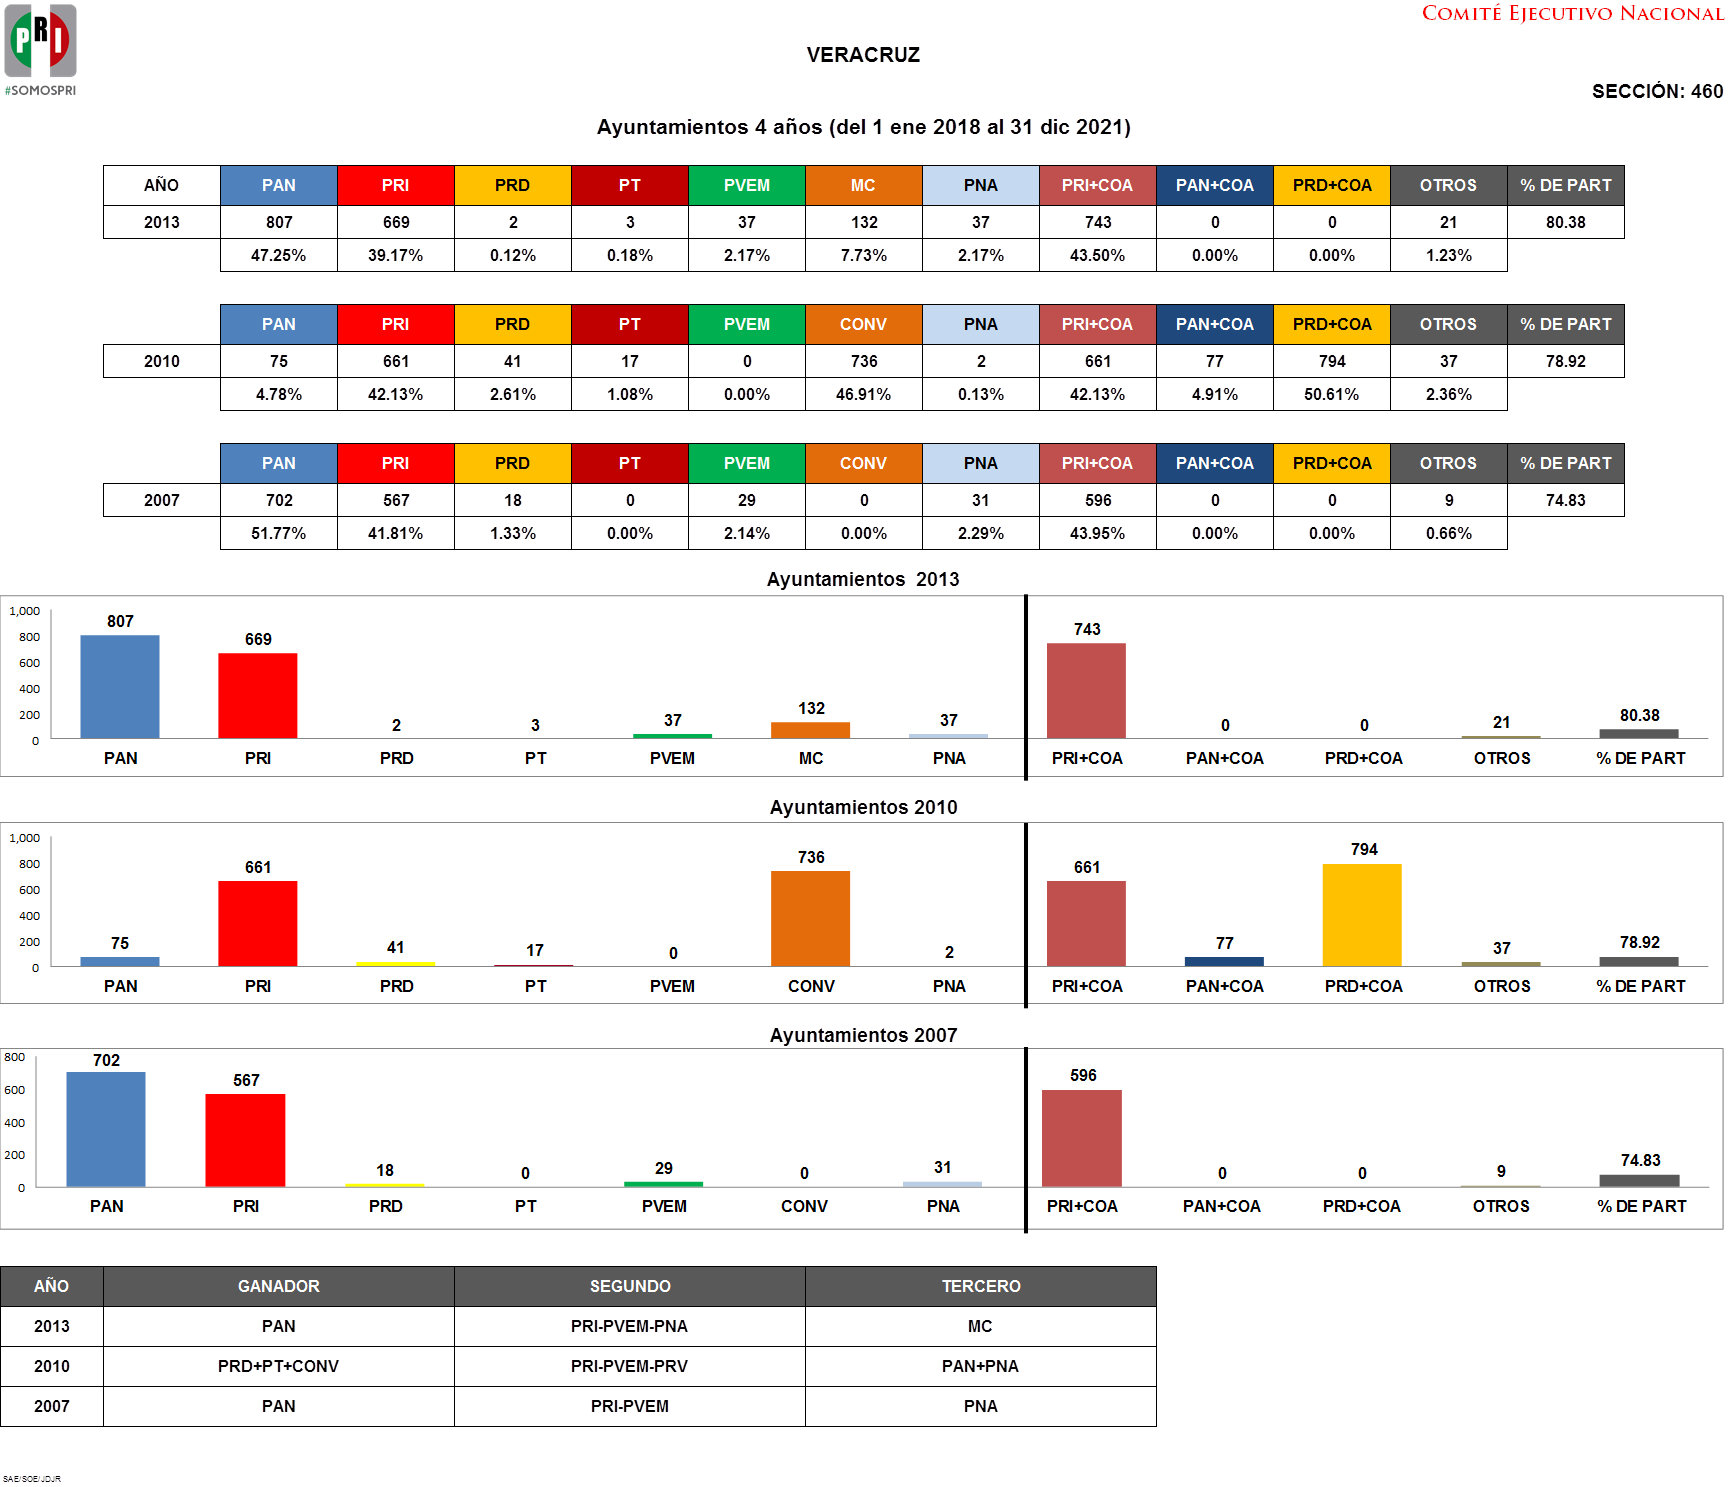 PRI
#SOMOSPRI
COMITÉ EJECUTIVO NACIONAL
VERACRUZ
SECCIÓN: 460
Ayuntamientos 4 años (del 1 ene 2018 al 31 dic 2021)
AÑO PAN PRI PRD PT PVEM MC PNA PRI+COA PAN+COA PRD+COA OTROS % DE PART
2013 807 669 2 3 37 132 37 743 0 0 21 80.38
47.25% 39.17% 0.12% 0.18% 2.17% 7.73% 2.17% 43.50% 0.00% 0.00% 1.23%
PAN PRI PRD PT PVEM CONV PNA PRI+COA PAN+COA PRD+COA OTROS % DE PART
2010 75 661 41 17 0 736 2 661 77 794 37 78.92
4.78% 42.13% 2.61% 1.08% 0.00% 46.91% 0.13% 42.13% 4.91% 50.61% 2.36%
PAN PRI PRD PT PVEM CONV PNA PRI+COA PAN+COA PRD+COA OTROS % DE PART
2007 702 567 18 0 29 0 31 596 0 0 9 74.83
51.77% 41.81% 1.33% 0.00% 2.14% 0.00% 2.29% 43.95% 0.00% 0.00% 0.66%
Ayuntamientos 2013
1,000
800
600
400
200
0
807 669 2 3 37 132 37 743 0 0 21 80.38
PAN PRI PRD PT PVEM MC PNA PRI+COA PAN+COA PRD+COA OTROS % DE PART
Ayuntamientos 2010
1,000
800
600
400
200
0
75 661 41 17 0 736 2 661 77 794 37 78.92
PAN PRI PRD PT PVEM CONV PNA PRI+COA PAN+COA PRD+COA OTROS % DE PART
Ayuntamientos 2007
800
600
400
200
0
702 567 18 0 29 0 31 596 0 0 9 74.83
PAN PRI PRD PT PVEM CONV PNA PRI+COA PAN+COA PRD+COA OTROS % DE PART
AÑO GANADOR SEGUNDO TERCERO
2013 PAN PRI-PVEM-PNA MC
2010 PRD+PT+CONV PRI-PVEM-PRV PAN+PNA
2007 PAN PRI-PVEM PNA
SAE/SOE/JDJR